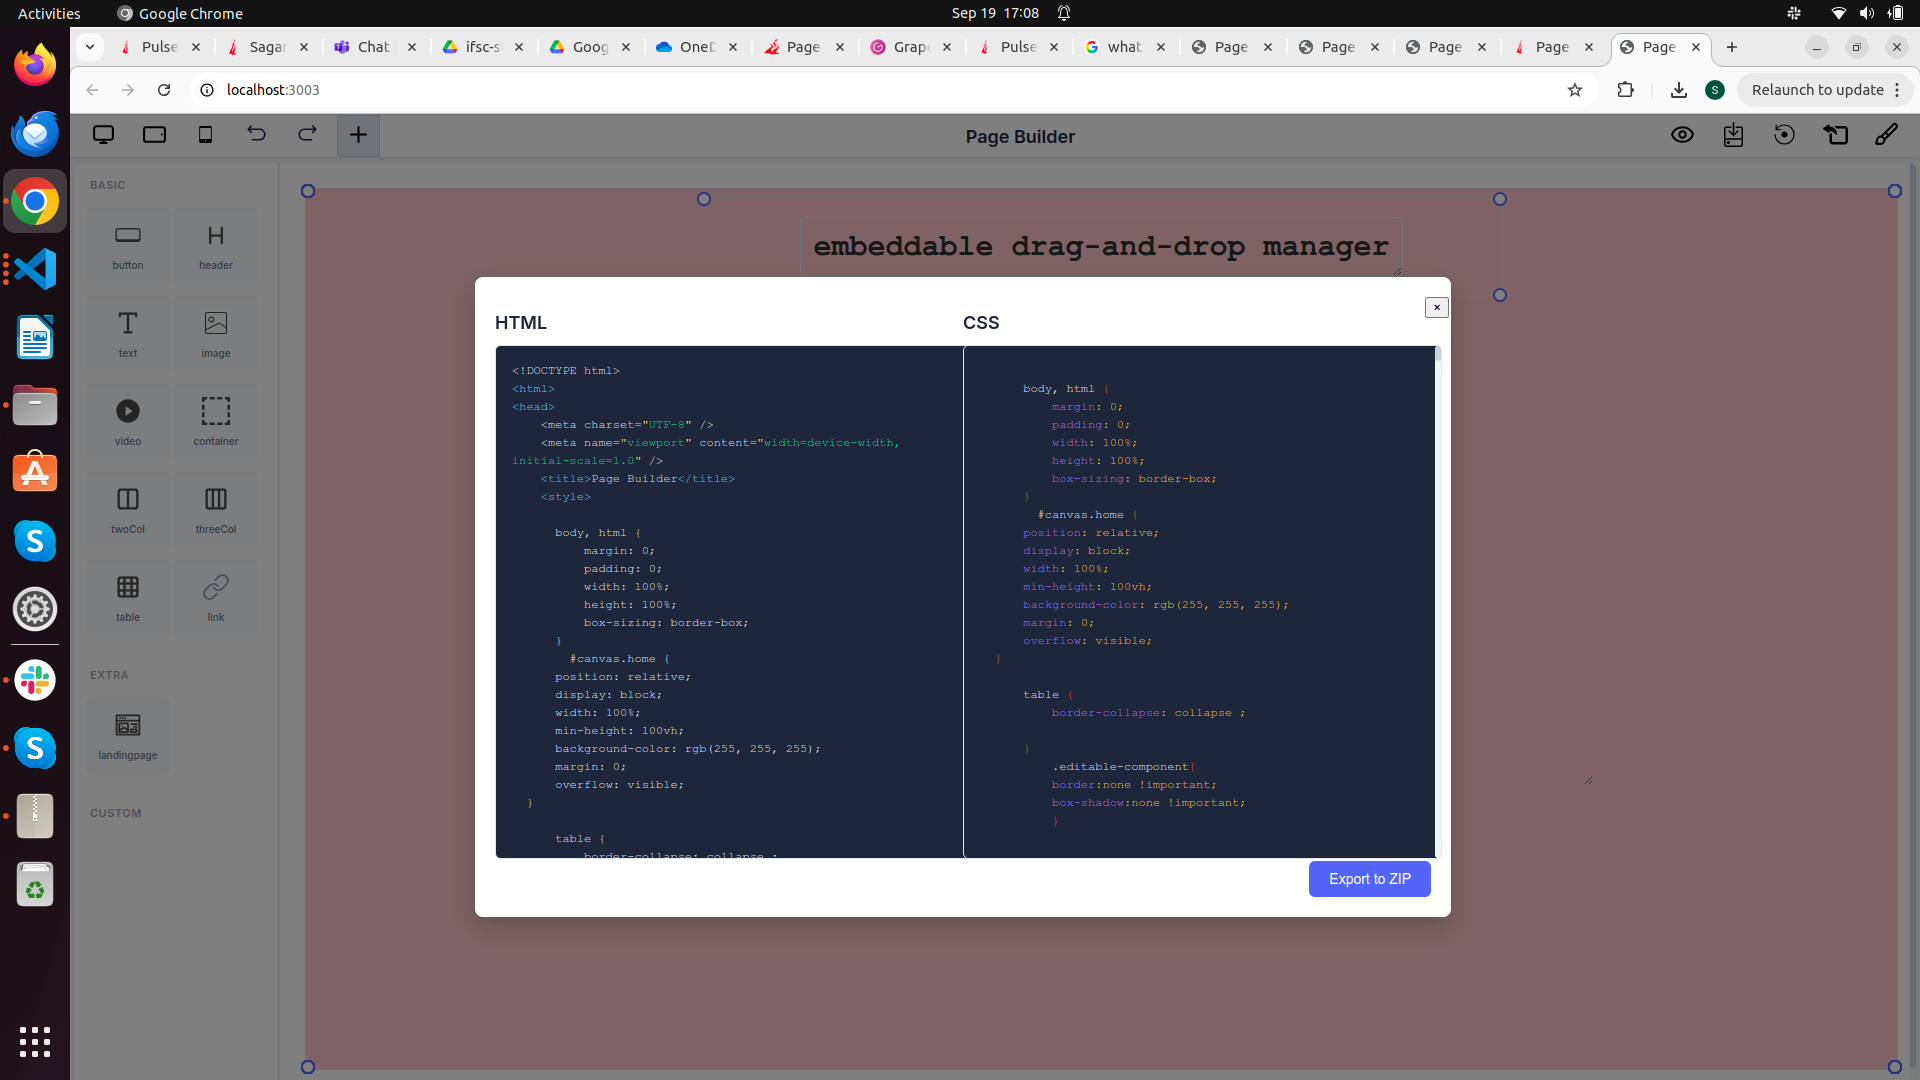 Activities
Google Chrome
Sep 19 17:08
Pulse
Sagar
Chat
ifsc-s
Goog
OneD
Page
Grape
Pulse
what
Page
Page
Page
Page
Page
localhost:3003
S
Relaunch to update
Page Builder
BASIC
button
header
text
image
video
container
twoCol
threeCol
table
link
EXTRA
landingpage
CUSTOM
embeddable drag-and-drop manager
HTML
<!DOCTYPE html>
<html>
<head>
<meta charset="UTF-8" />
<meta name="viewport" content="width=device-width,
initial-scale=1.0" />
<title>Page Builder</title>
<style>
body, html {
margin: 0;
padding: 0;
width: 100%;
height: 100%;
box-sizing: border-box;
}
#canvas.home {
position: relative;
display: block;
width: 100%;
min-height: 100vh;
background-color: rgb(255, 255, 255);
margin: 0;
overflow: visible;
}
table {
border-collapse: collapse ;
CSS
body, html {
margin: 0;
padding: 0;
width: 100%;
height: 100%;
box-sizing: border-box;
}
#canvas.home {
position: relative;
display: block;
width: 100%;
min-height: 100vh;
background-color: rgb(255, 255, 255);
margin: 0;
overflow: visible;
}
table {
border-collapse: collapse ;
}
.editable-component{
border:none !important;
box-shadow:none !important;
}
Export to ZIP